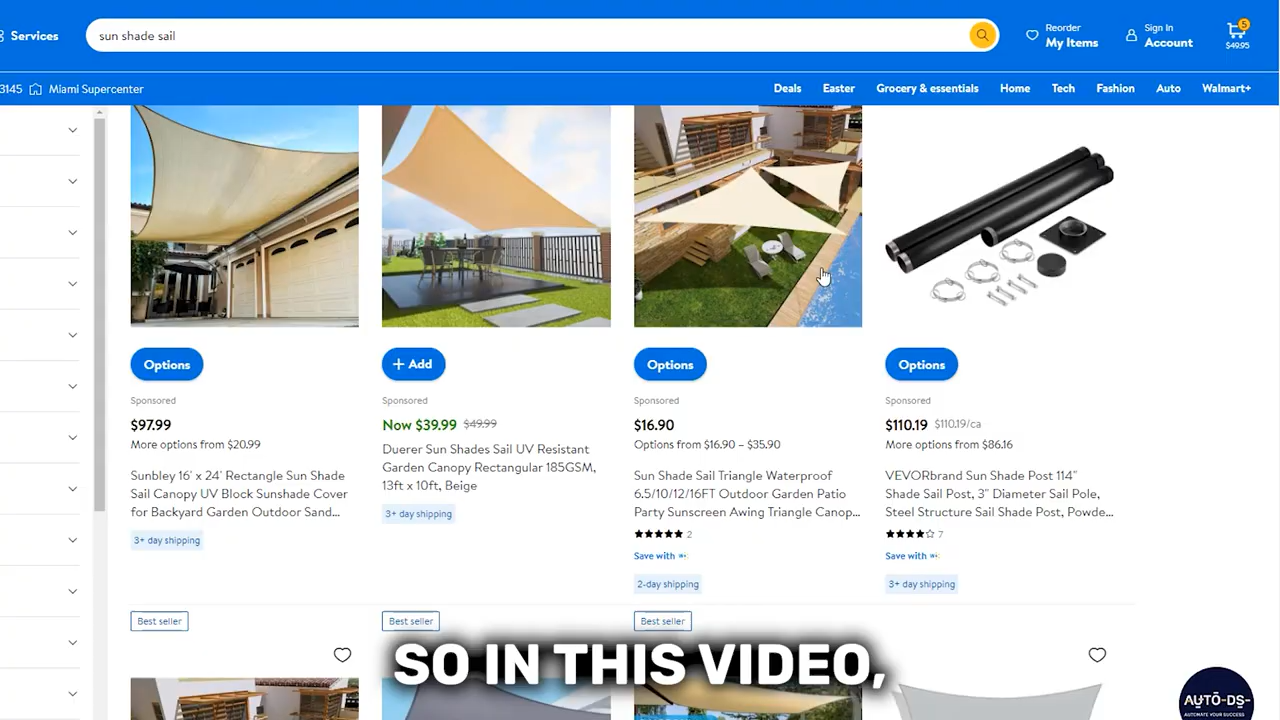 Services
sun shade sail
Reorder
My Items
Sign In
Account
5
$49.95
3145
Miami Supercenter
Deals
Easter
Grocery & essentials
Home
Tech
Fashion
Auto
Walmart+
Options
+ Add
Options
Options
Sponsored
Sponsored
Sponsored
Sponsored
$97.99
More options from $20.99
Sunbley 16' x 24' Rectangle Sun Shade
Sail Canopy UV Block Sunshade Cover
for Backyard Garden Outdoor Sand...
3+ day shipping
Now $39.99 $49.99
Duerer Sun Shades Sail UV Resistant
Garden Canopy Rectangular 185GSM,
13ft x 10ft, Beige
3+ day shipping
$16.90
Options from $16.90 – $35.90
Sun Shade Sail Triangle Waterproof
6.5/10/12/16FT Outdoor Garden Patio
Party Sunscreen Awing Triangle Canop...
2
Save with
2-day shipping
$110.19 $110.19/ca
More options from $86.16
VEVORbrand Sun Shade Post 114"
Shade Sail Post, 3" Diameter Sail Pole,
Steel Structure Sail Shade Post, Powde...
7
Save with
3+ day shipping
Best seller
Best seller
Best seller
SO IN THIS VIDEO,
AUTO-DS-
AUTOMATE YOUR SUCCESS